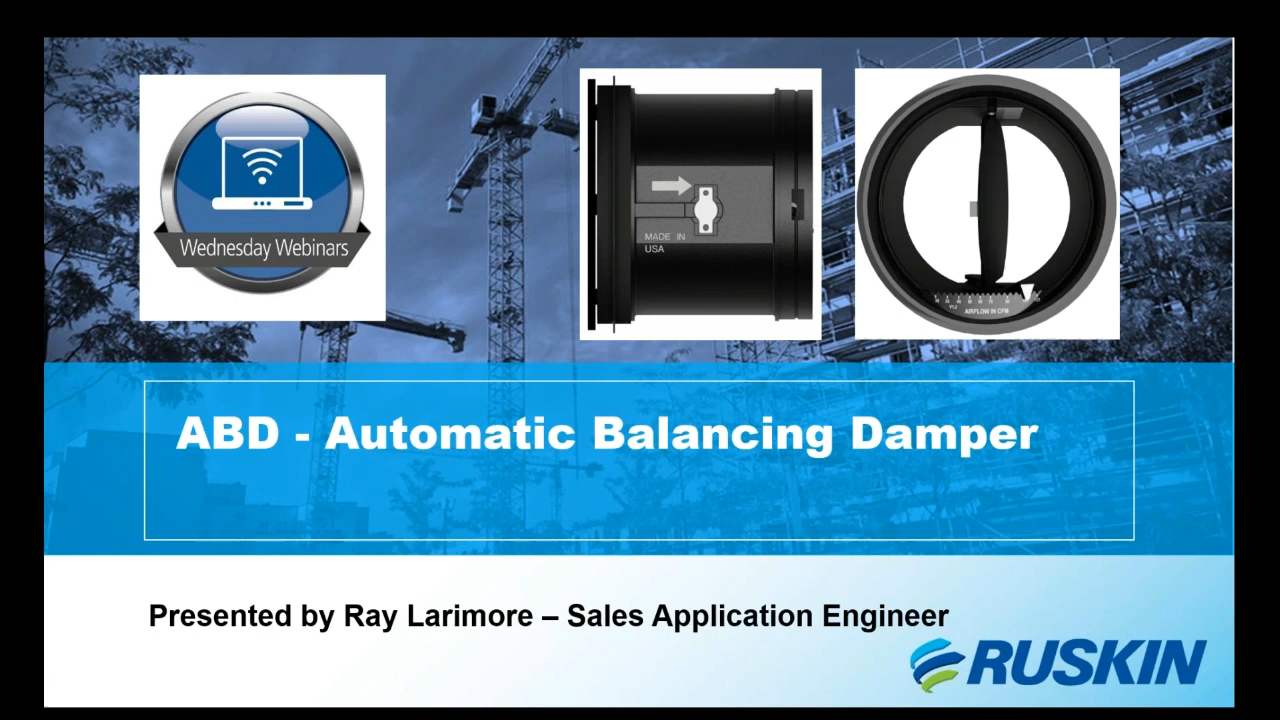 Wednesday Webinars
MADE IN
USA
AIRFLOW IN CFM
ABD - Automatic Balancing Damper
Presented by Ray Larimore – Sales Application Engineer
RUSKIN